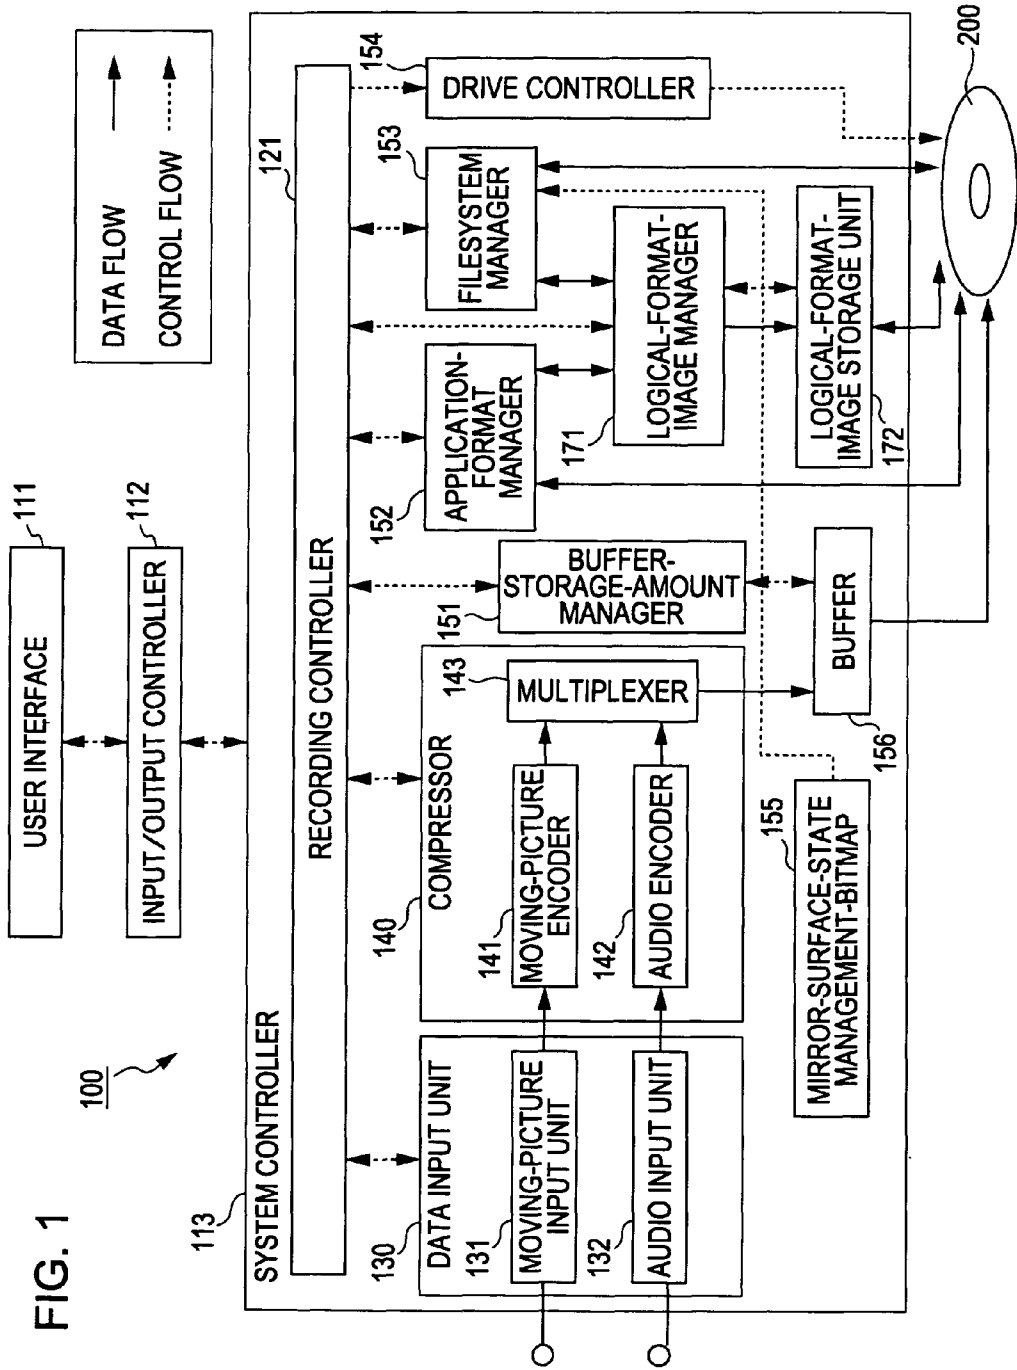 FIG. 1
100
DATA FLOW
CONTROL FLOW
111
USER INTERFACE
112
INPUT/OUTPUT CONTROLLER
113
SYSTEM CONTROLLER
121
RECORDING CONTROLLER
130
DATA INPUT UNIT
131
MOVING-PICTURE
INPUT UNIT
132
AUDIO INPUT UNIT
140
COMPRESSOR
141
MOVING-PICTURE
ENCODER
142
AUDIO ENCODER
143
MULTIPLEXER
151
BUFFER-
STORAGE-AMOUNT
MANAGER
152
APPLICATION-
FORMAT
MANAGER
153
FILESYSTEM
MANAGER
154
DRIVE CONTROLLER
171
LOGICAL-FORMAT-
IMAGE MANAGER
172
LOGICAL-FORMAT-
IMAGE STORAGE UNIT
155
MIRROR-SURFACE-STATE
MANAGEMENT-BITMAP
156
BUFFER
200